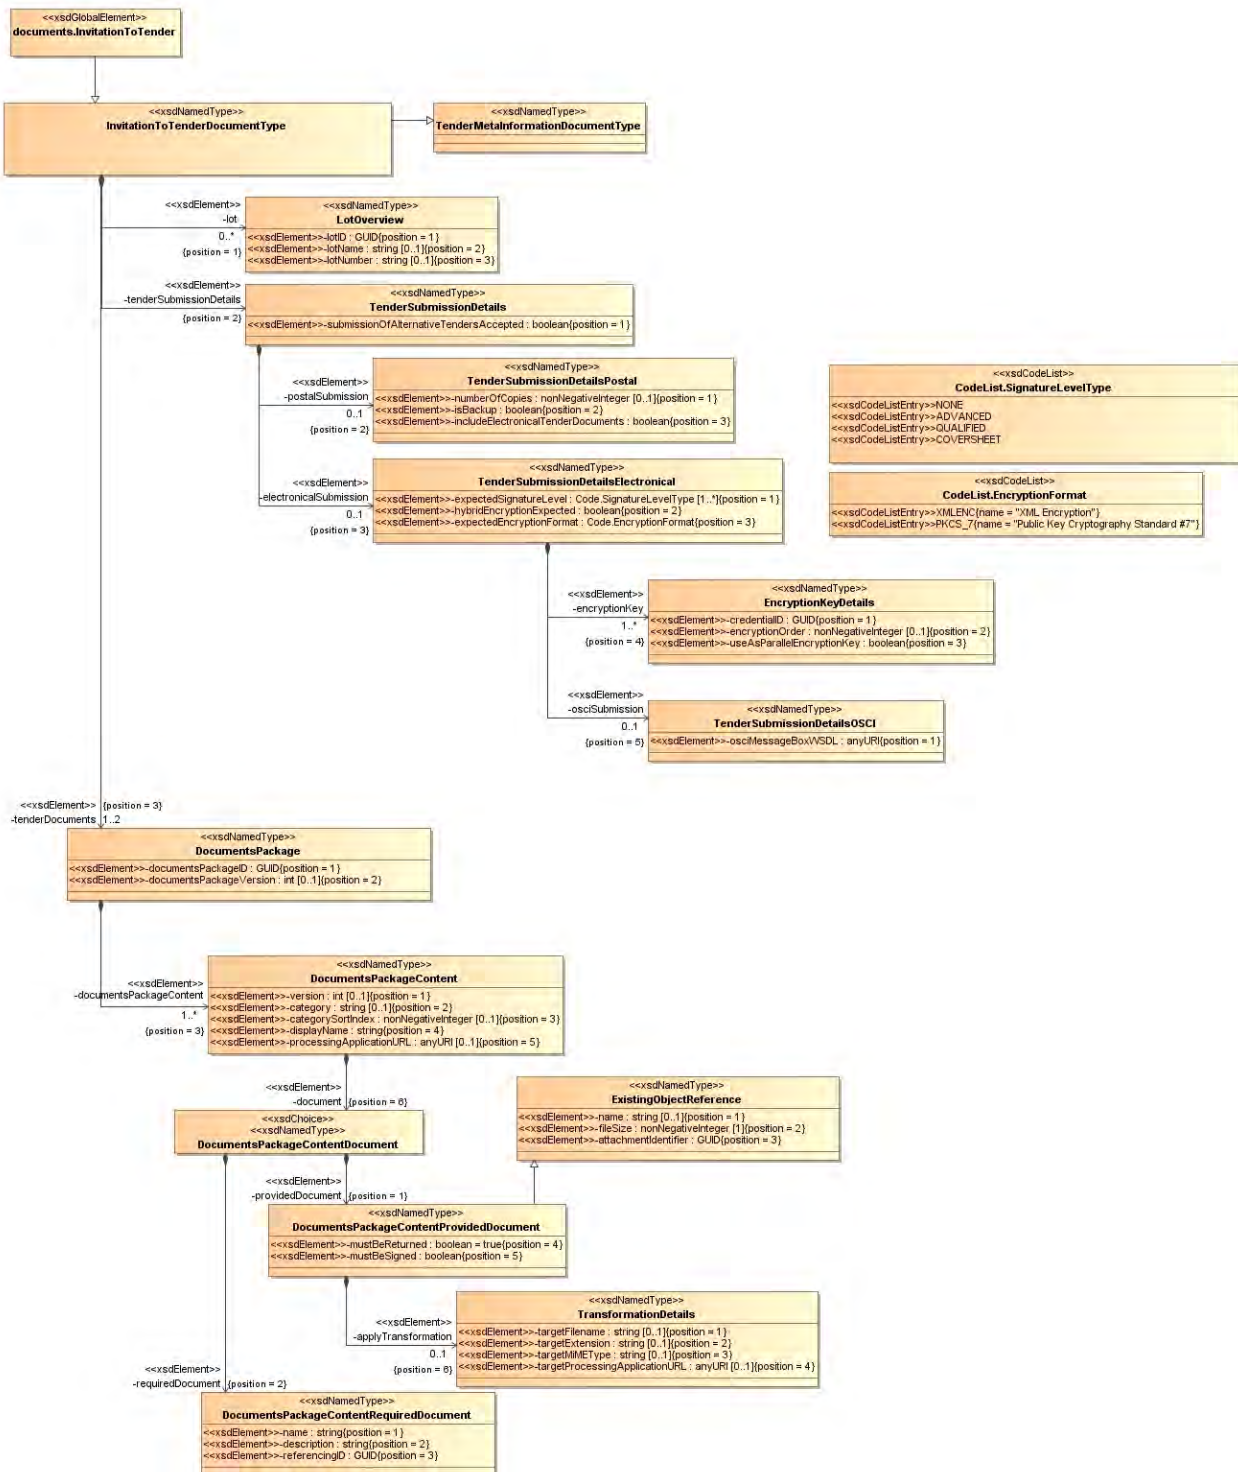 <<xsdGlobalElement>>
documents.InvitationToTender
<<xsdNamedType>>
InvitationToTenderDocumentType
<<xsdNamedType>>
TenderMetaInformationDocumentType
<<xsdElement>>
-lot
0..*
{position = 1}
<<xsdNamedType>>
LotOverview
<<xsdElement>>-lotID : GUID{position = 1}
<<xsdElement>>-lotName : string [0..1]{position = 2}
<<xsdElement>>-lotNumber : string [0..1]{position = 3}
<<xsdElement>>
-tenderSubmissionDetails
{position = 2}
<<xsdNamedType>>
TenderSubmissionDetails
<<xsdElement>>-submissionOfAlternativeTendersAccepted : boolean{position = 1}
<<xsdElement>>
-postalSubmission
0..1
{position = 2}
<<xsdNamedType>>
TenderSubmissionDetailsPostal
<<xsdElement>>-numberOfCopies : nonNegativeInteger [0..1]{position = 1}
<<xsdElement>>-isBackup : boolean{position = 2}
<<xsdElement>>-includeElectronicalTenderDocuments : boolean{position = 3}
<<xsdCodeList>>
CodeList.SignatureLevelType
<<xsdCodeListEntry>>NONE
<<xsdCodeListEntry>>ADVANCED
<<xsdCodeListEntry>>QUALIFIED
<<xsdCodeListEntry>>COVERSHEET
<<xsdElement>>
-electronicalSubmission
0..1
{position = 3}
<<xsdNamedType>>
TenderSubmissionDetailsElectronical
<<xsdElement>>-expectedSignatureLevel : Code.SignatureLevelType [1..*]{position = 1}
<<xsdElement>>-hybridEncryptionExpected : boolean{position = 2}
<<xsdElement>>-expectedEncryptionFormat : Code.EncryptionFormat{position = 3}
<<xsdCodeList>>
CodeList.EncryptionFormat
<<xsdCodeListEntry>>XMLENC{name = "XML Encryption"}
<<xsdCodeListEntry>>PKCS_7{name = "Public Key Cryptography Standard #7"}
<<xsdElement>>
-encryptionKey
1..*
{position = 4}
<<xsdNamedType>>
EncryptionKeyDetails
<<xsdElement>>-credentialID : GUID{position = 1}
<<xsdElement>>-encryptionOrder : nonNegativeInteger [0..1]{position = 2}
<<xsdElement>>-useAsParallelEncryptionKey : boolean{position = 3}
<<xsdElement>>
-osciSubmission
0..1
{position = 5}
<<xsdNamedType>>
TenderSubmissionDetailsOSCI
<<xsdElement>>-osciMessageBoxWSDL : anyURI{position = 1}
<<xsdElement>> {position = 3}
-tenderDocuments 1..2
<<xsdNamedType>>
DocumentsPackage
<<xsdElement>>-documentsPackageID : GUID{position = 1}
<<xsdElement>>-documentsPackageVersion : int [0..1]{position = 2}
<<xsdElement>>
-documentsPackageContent
1..*
{position = 3}
<<xsdNamedType>>
DocumentsPackageContent
<<xsdElement>>-version : int [0..1]{position = 1}
<<xsdElement>>-category : string [0..1]{position = 2}
<<xsdElement>>-categorySortIndex : nonNegativeInteger [0..1]{position = 3}
<<xsdElement>>-displayName : string{position = 4}
<<xsdElement>>-processingApplicationURL : anyURI [0..1]{position = 5}
<<xsdElement>>
-document {position = 6}
<<xsdChoice>>
<<xsdNamedType>>
DocumentsPackageContentDocument
<<xsdNamedType>>
ExistingObjectReference
<<xsdElement>>-name : string [0..1]{position = 1}
<<xsdElement>>-fileSize : nonNegativeInteger [1]{position = 2}
<<xsdElement>>-attachmentIdentifier : GUID{position = 3}
<<xsdElement>>
-providedDocument {position = 1}
<<xsdNamedType>>
DocumentsPackageContentProvidedDocument
<<xsdElement>>-mustBeReturned : boolean = true{position = 4}
<<xsdElement>>-mustBeSigned : boolean{position = 5}
<<xsdElement>>
-applyTransformation
0..1
{position = 6}
<<xsdNamedType>>
TransformationDetails
<<xsdElement>>-targetFilename : string [0..1]{position = 1}
<<xsdElement>>-targetExtension : string [0..1]{position = 2}
<<xsdElement>>-targetMiMEType : string [0..1]{position = 3}
<<xsdElement>>-targetProcessingApplicationURL : anyURI [0..1]{position = 4}
<<xsdElement>>
-requiredDocument {position = 2}
<<xsdNamedType>>
DocumentsPackageContentRequiredDocument
<<xsdElement>>-name : string{position = 1}
<<xsdElement>>-description : string{position = 2}
<<xsdElement>>-referencingID : GUID{position = 3}